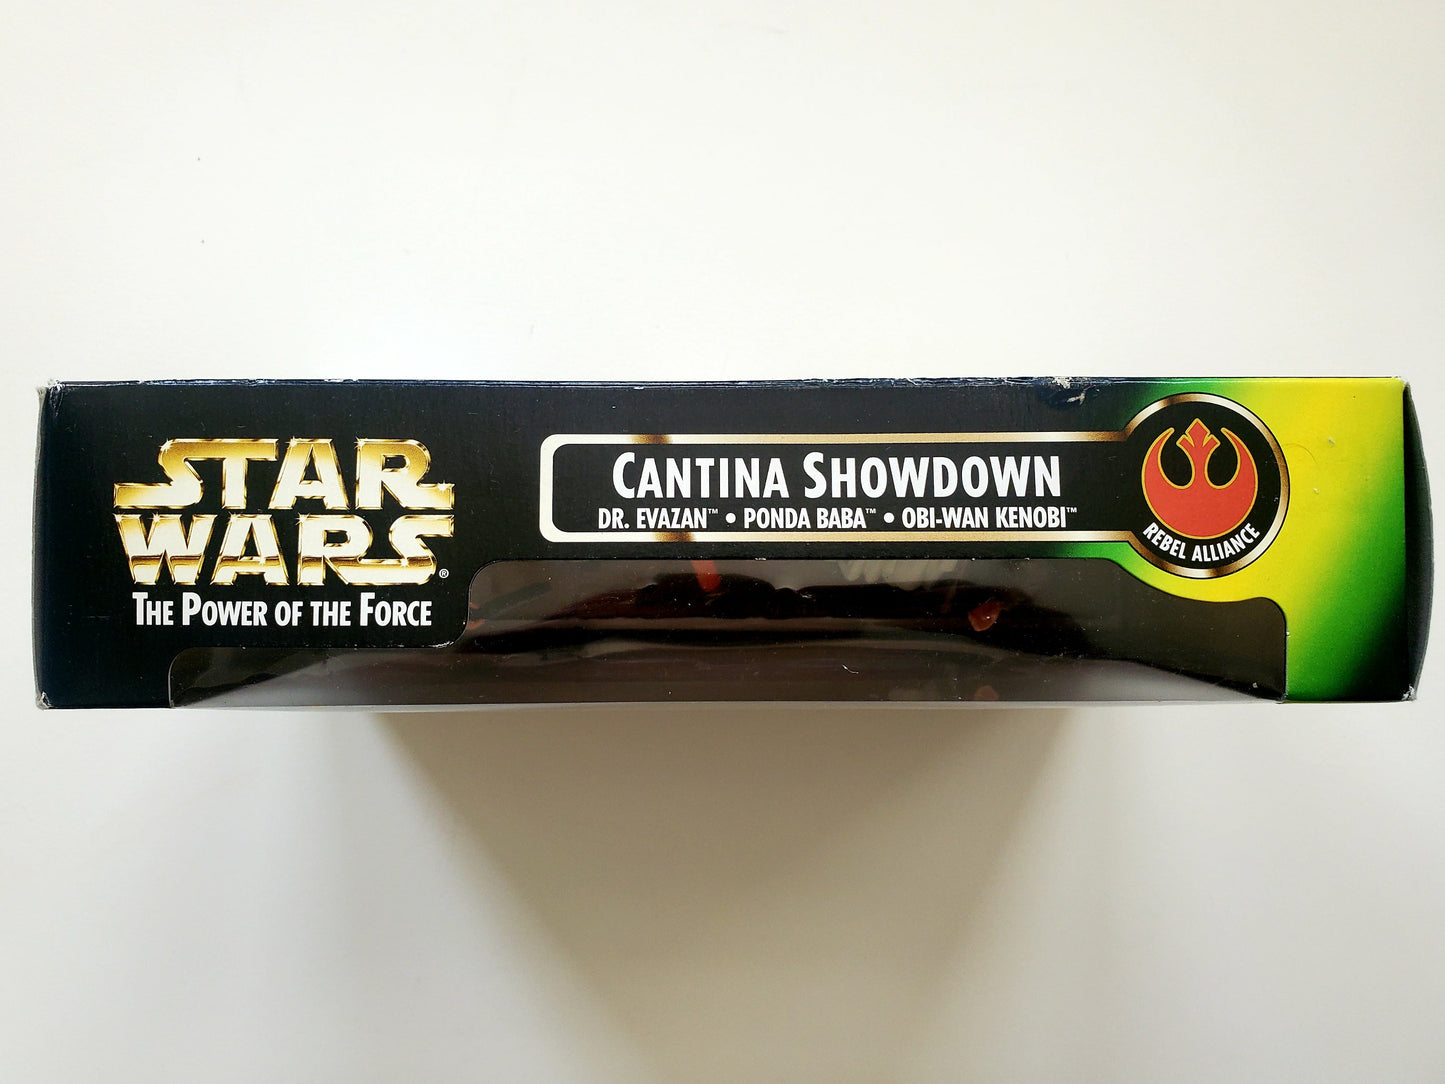 STAR
WARS®
THE POWER OF THE FORCE
CANTINA SHOWDOWN
DR. EVAZAN™ • PONDA BABA™ • OBI-WAN KENOBI™
REBEL ALLIANCE